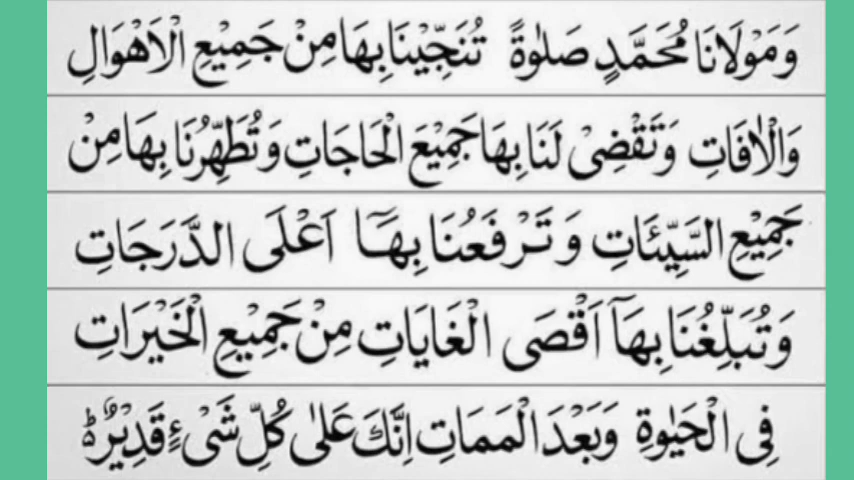 وَمَوْلَانَا مُحَمَّدٍ صَلٰوةً تُنَجِّيْنَا بِهَا مِنْ جَمِيْعِ الْاَهْوَالِ
وَالْاٰفَاتِ وَتَقْضِىْ لَنَا بِهَا جَمِيْعَ الْحَاجَاتِ وَتُطَهِّرُنَا بِهَا مِنْ
جَمِيْعِ السَّيِّئَاتِ وَتَرْفَعُنَا بِهَآ اَعْلَى الدَّرَجَاتِ
وَتُبَلِّغُنَا بِهَآ اَقْصَى الْغَايَاتِ مِنْ جَمِيْعِ الْخَيْرَاتِ
فِى الْحَيٰوةِ وَبَعْدَ الْمَمَاتِ اِنَّكَ عَلٰى كُلِّ شَىْءٍ قَدِيْرٌ ؕ